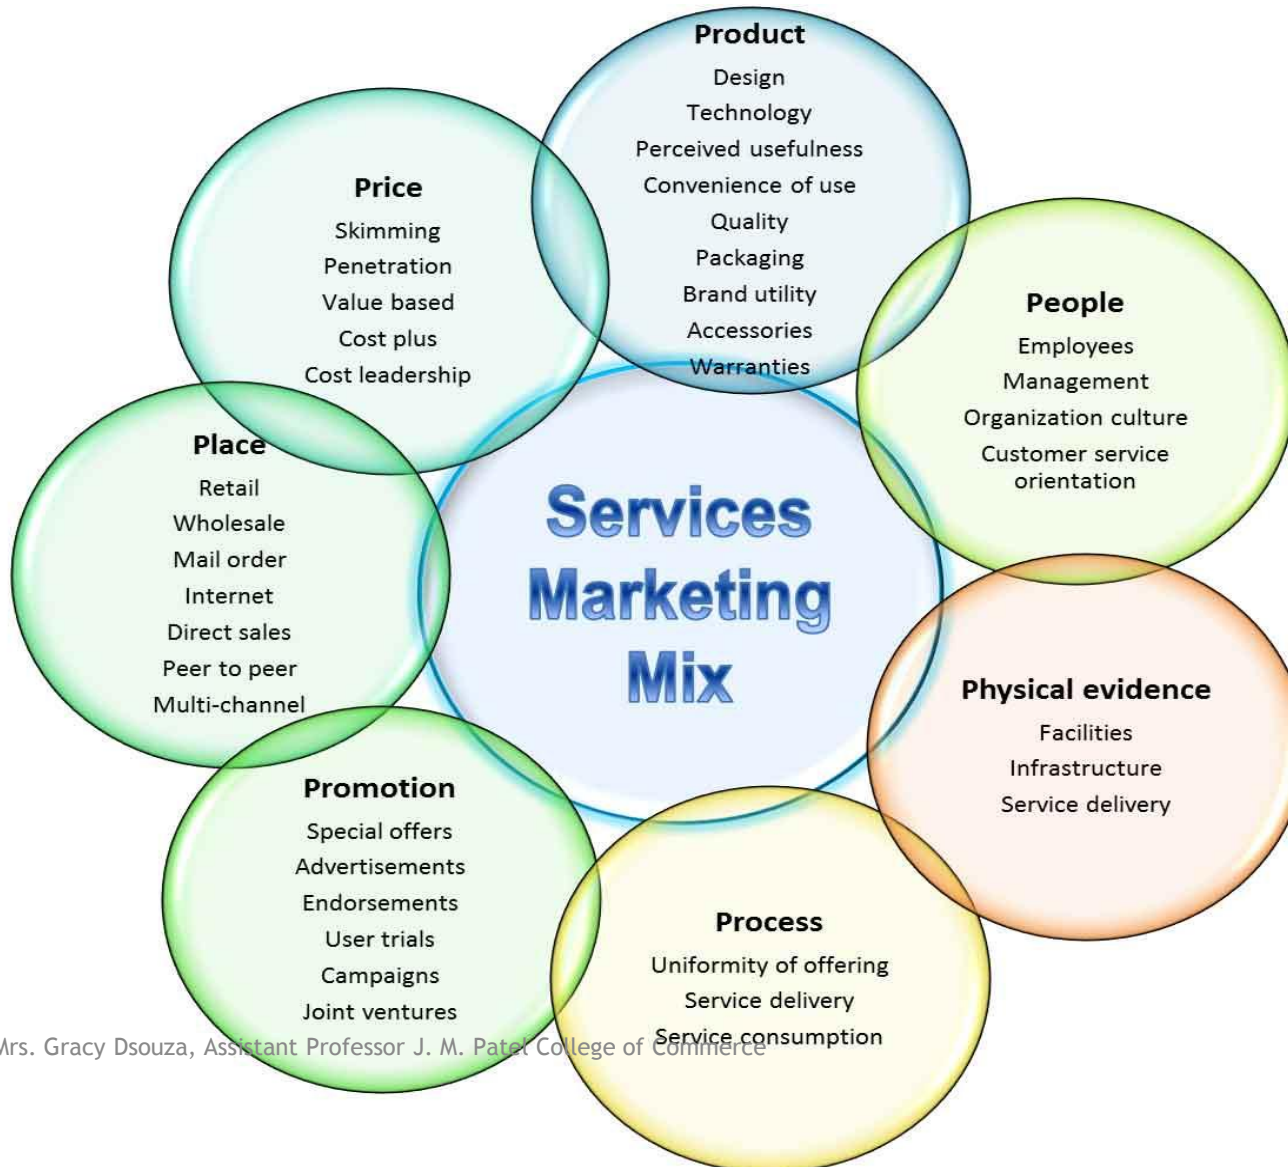 Product
Design
Technology
Perceived usefulness
Convenience of use
Quality
Packaging
Brand utility
Accessories
Warranties
Price
Skimming
Penetration
Value based
Cost plus
Cost leadership
People
Employees
Management
Organization culture
Customer service
orientation
Place
Retail
Wholesale
Mail order
Internet
Direct sales
Peer to peer
Multi-channel
Services
Marketing
Mix
Physical evidence
Facilities
Infrastructure
Service delivery
Promotion
Special offers
Advertisements
Endorsements
User trials
Campaigns
Joint ventures
Process
Uniformity of offering
Service delivery
Service consumption
Mrs. Gracy Dsouza, Assistant Professor J. M. Patel College of Commerce